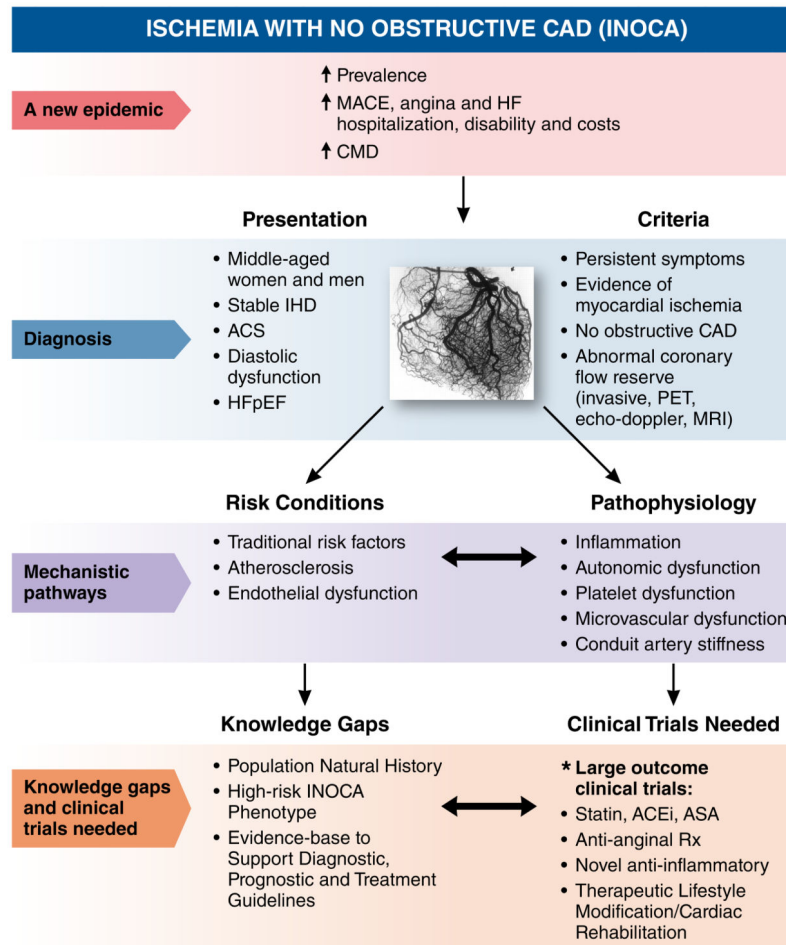 ISCHEMIA WITH NO OBSTRUCTIVE CAD (INOCA)
A new epidemic
↑ Prevalence
↑ MACE, angina and HF
hospitalization, disability and costs
↑ CMD
Diagnosis
Presentation
• Middle-aged
women and men
• Stable IHD
• ACS
• Diastolic
dysfunction
• HFpEF
Criteria
• Persistent symptoms
• Evidence of
myocardial ischemia
• No obstructive CAD
• Abnormal coronary
flow reserve
(invasive, PET,
echo-doppler, MRI)
Mechanistic
pathways
Risk Conditions
• Traditional risk factors
• Atherosclerosis
• Endothelial dysfunction
Pathophysiology
• Inflammation
• Autonomic dysfunction
• Platelet dysfunction
• Microvascular dysfunction
• Conduit artery stiffness
Knowledge gaps
and clinical
trials needed
Knowledge Gaps
• Population Natural History
• High-risk INOCA
Phenotype
• Evidence-base to
Support Diagnostic,
Prognostic and Treatment
Guidelines
Clinical Trials Needed
* Large outcome
clinical trials:
• Statin, ACEi, ASA
• Anti-anginal Rx
• Novel anti-inflammatory
• Therapeutic Lifestyle
Modification/Cardiac
Rehabilitation